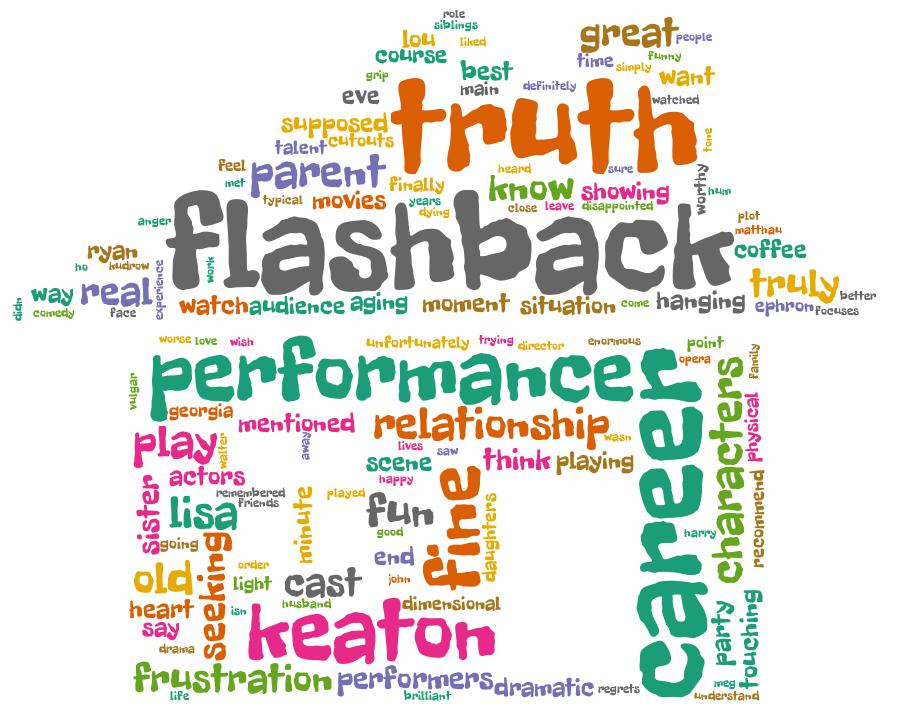 role
siblings
lou
liked
great
people
course
time
funny
simply
grip
best
want
main
definitely
eve
truth
watched
supposed
cutouts
talent
tone
feel
parent
heard
sure
met
finally
know
showing
worthy
hum
typical
movies
years
close
leave
disappointed
dying
anger
flashback
plot
matthau
ryan
coffee
ho
kudrow
work
experience
truly
didn
way
real
comedy
face
watch
audience
aging
moment
situation
come
hanging
ephron
better
focuses
worse
love
wish
unfortunately
trying
director
enormous
point
opera
family
vulgar
performance
career
characters
georgia
mentioned
relationship
wasn
physical
play
walter
away
lives
saw
actors
scene
think
playing
happy
sister
remembered
friends
minute
played
fine
daughters
recommend
lisa
fun
good
harry
going
seeking
end
order
old
light
cast
john
heart
isn
husband
dimensional
say
keaton
party
touching
drama
frustration
performers
dramatic
regrets
meg
life
brilliant
understand